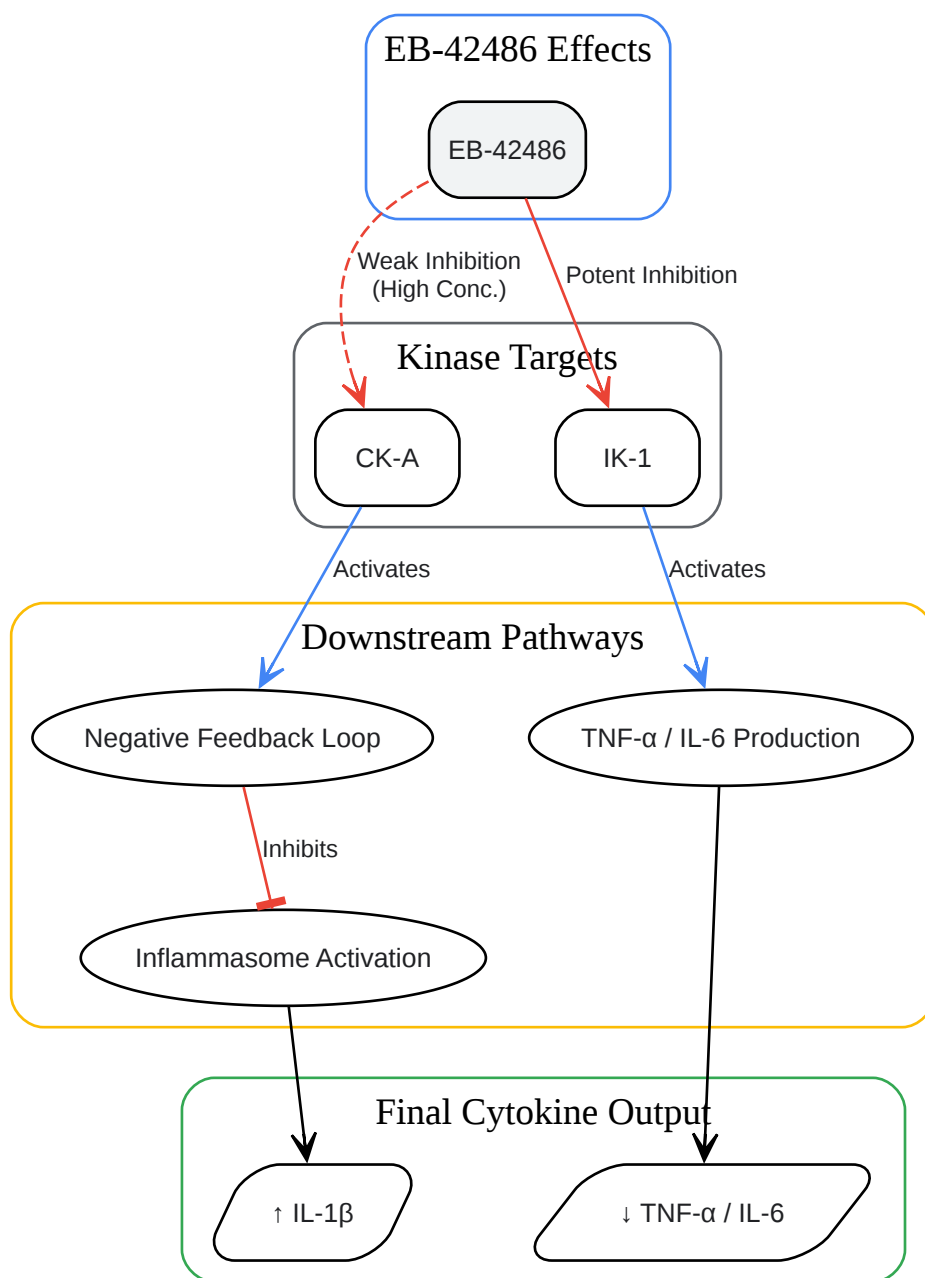 EB-42486 Effects
EB-42486
Weak Inhibition
(High Conc.)
Potent Inhibition
Kinase Targets
CK-A
IK-1
Activates
Activates
Downstream Pathways
Negative Feedback Loop
TNF-α / IL-6 Production
Inhibits
Inflammasome Activation
Final Cytokine Output
↑ IL-1β
↓ TNF-α / IL-6